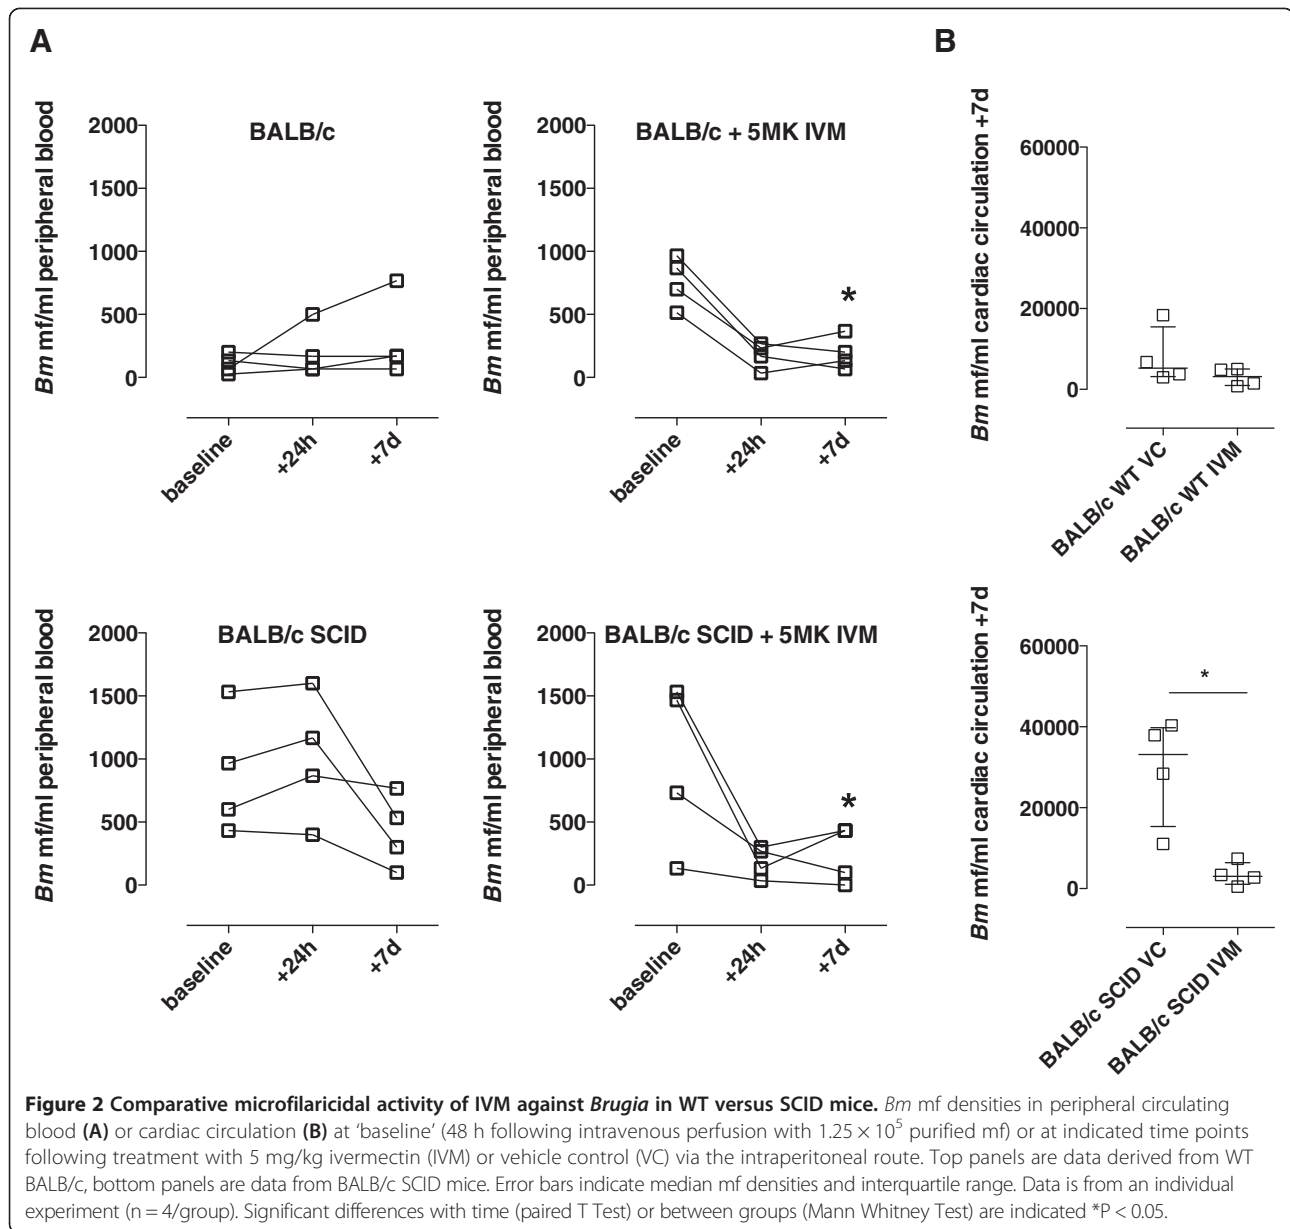 A
B
Bm mf/ml peripheral blood
2000
1500
1000
500
0
BALB/c
baseline
+24h
+7d
Bm mf/ml peripheral blood
2000
1500
1000
500
0
BALB/c + 5MK IVM
*
baseline
+24h
+7d
Bm mf/ml cardiac circulation +7d
60000
40000
20000
0
BALB/c WT VC
BALB/c WT IVM
Bm mf/ml peripheral blood
2000
1500
1000
500
0
BALB/c SCID
baseline
+24h
+7d
Bm mf/ml peripheral blood
2000
1500
1000
500
0
BALB/c SCID + 5MK IVM
*
baseline
+24h
+7d
Bm mf/ml cardiac circulation +7d
60000
40000
20000
0
*
BALB/c SCID VC
BALB/c SCID IVM
Figure 2 Comparative microfilaricidal activity of IVM against Brugia in WT versus SCID mice. Bm mf densities in peripheral circulating
blood (A) or cardiac circulation (B) at ‘baseline’ (48 h following intravenous perfusion with 1.25 × 10⁵ purified mf) or at indicated time points
following treatment with 5 mg/kg ivermectin (IVM) or vehicle control (VC) via the intraperitoneal route. Top panels are data derived from WT
BALB/c, bottom panels are data from BALB/c SCID mice. Error bars indicate median mf densities and interquartile range. Data is from an individual
experiment (n = 4/group). Significant differences with time (paired T Test) or between groups (Mann Whitney Test) are indicated *P < 0.05.